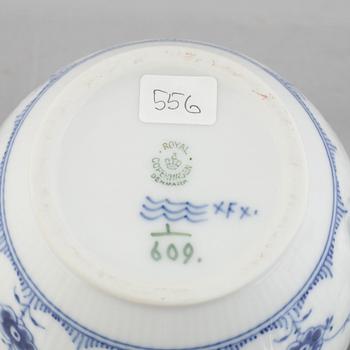 556
ROYAL
COPENHAGEN
DENMARK
XFX.
1
609.